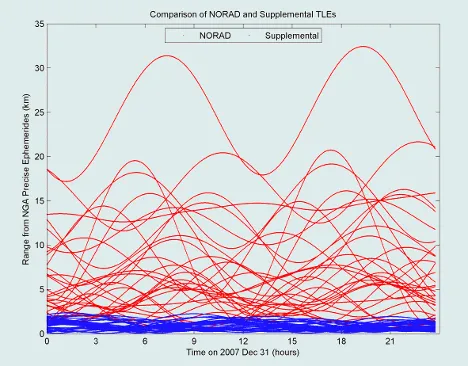 Comparison of NORAD and Supplemental TLEs
NORAD Supplemental
Range from NGA Precise Ephemerides (km)
35
30
25
20
15
10
5
0
0 3 6 9 12 15 18 21
Time on 2007 Dec 31 (hours)